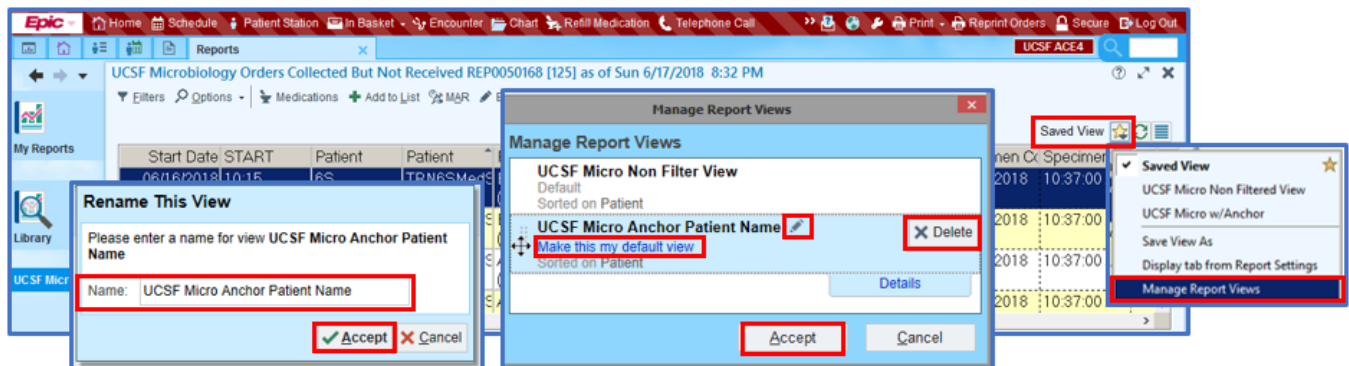 Epic Home Schedule Patient Station In Basket Encounter Chart Refill Medication Telephone Call Print Reprint Orders Secure Log Out
Reports UCSF ACE4
UCSF Microbiology Orders Collected But Not Received REP0050168 [125] as of Sun 6/17/2018 8:32 PM
Filters Options Medications Add to List MAR
Saved View
My Reports
Library
UCSF Micr
Start Date START Patient Patient
06/16/2018 10:15 6S
Specimen
2018 10:37:00
2018 10:37:00
2018 10:37:00
Rename This View
Please enter a name for view UCSF Micro Anchor Patient
Name
Name: UCSF Micro Anchor Patient Name
Accept Cancel
Manage Report Views
Manage Report Views
UCSF Micro Non Filter View
Default
Sorted on Patient
UCSF Micro Anchor Patient Name
Delete
Make this my default view
Sorted on Patient
Details
Accept Cancel
Saved View
UCSF Micro Non Filtered View
UCSF Micro w/Anchor
Save View As
Display tab from Report Settings
Manage Report Views